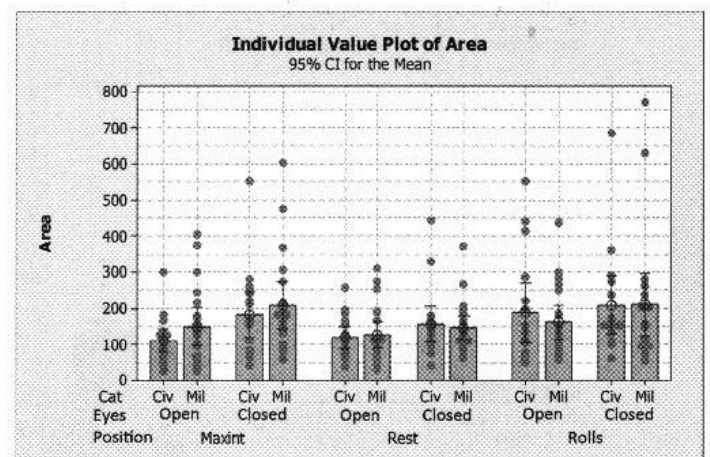 Individual Value Plot of Area
95% CI for the Mean
Area
800
700
600
500
400
300
200
100
0
Cat Civ Mil Civ Mil Civ Mil Civ Mil Civ Mil Civ Mil
Eyes Open Closed Open Closed Open Closed
Position Maxint Rest Rolls